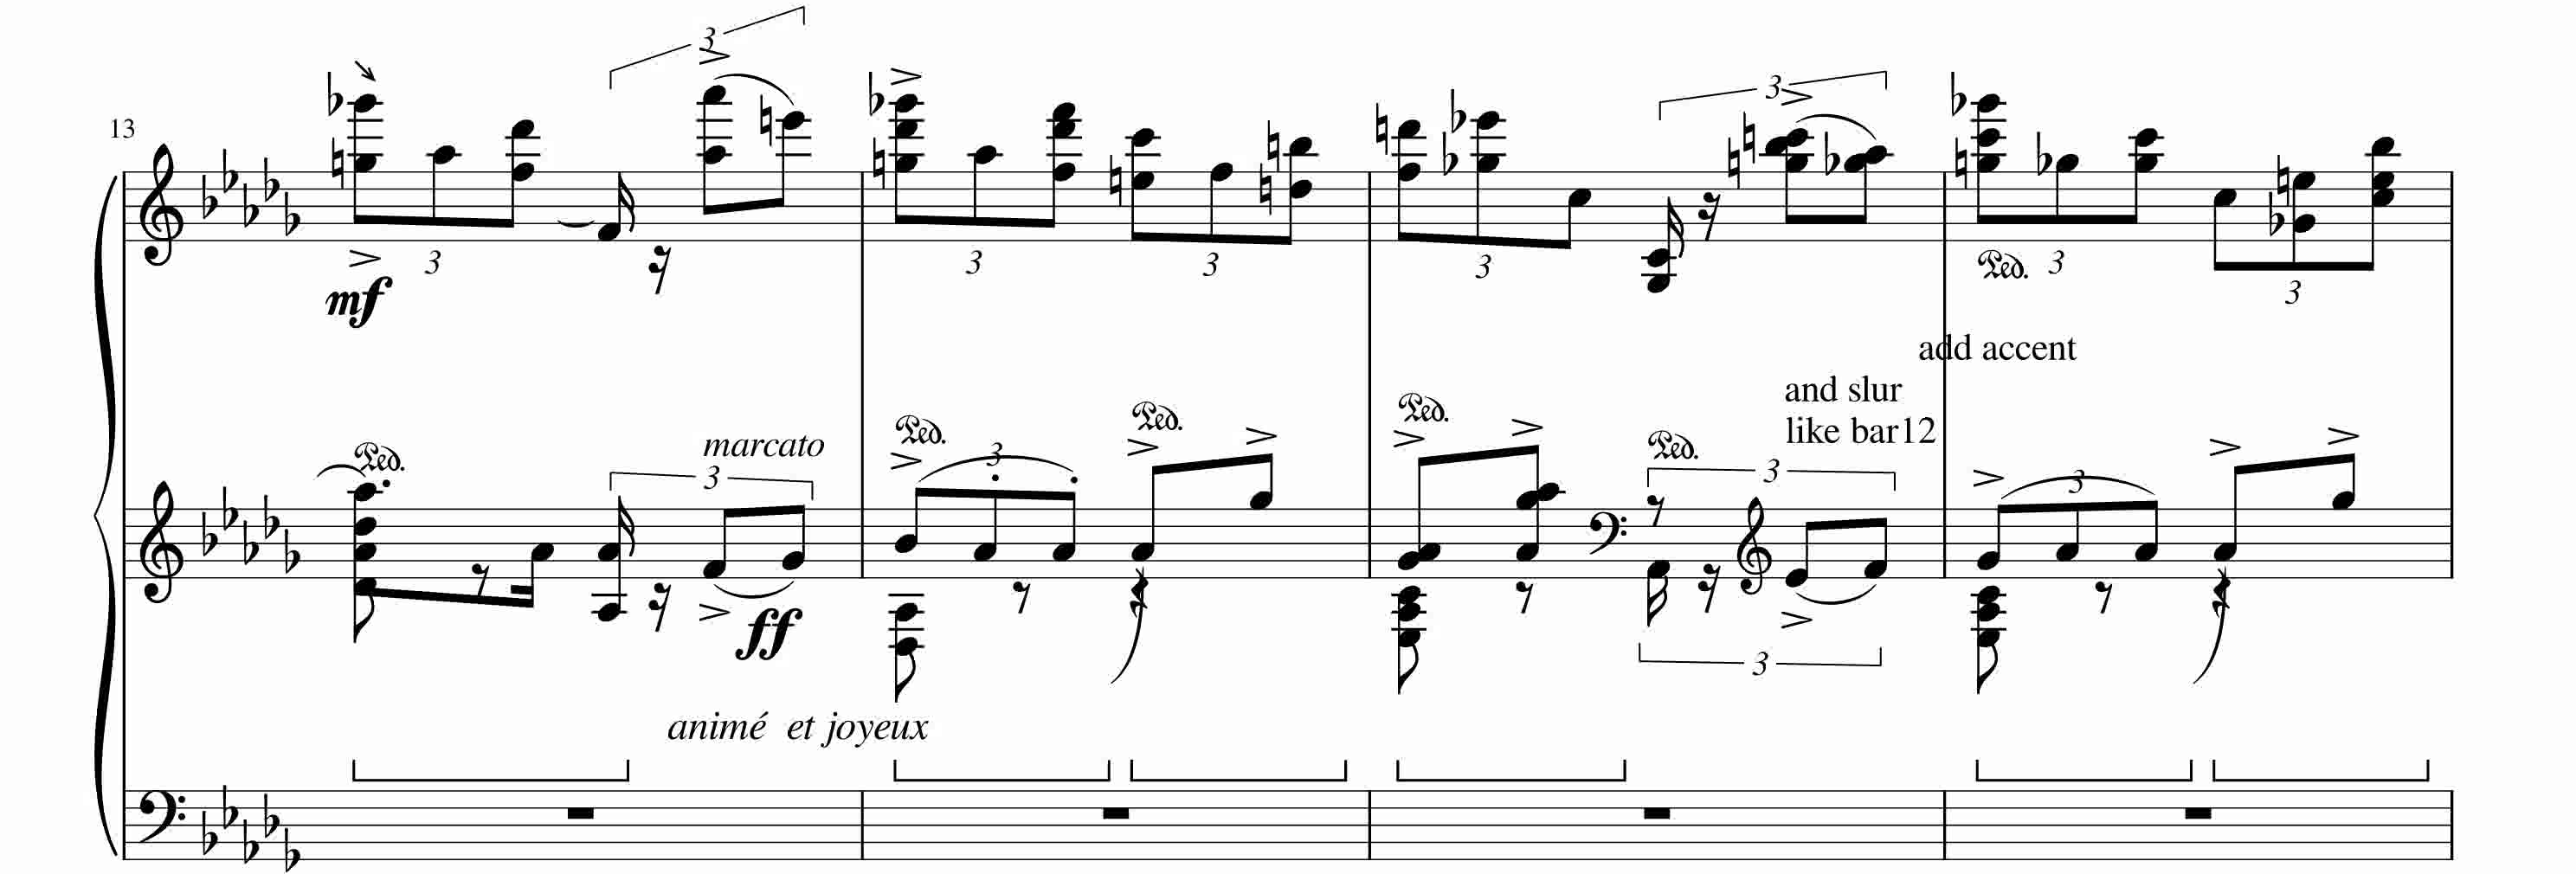 3
13
3
mf
3
3
3
3
3
Ped.
3
3
add accent
and slur
like bar12
Ped.
marcato
3
ff
Ped.
3
Ped.
Ped.
Ped.
3
3
3
animé et joyeux